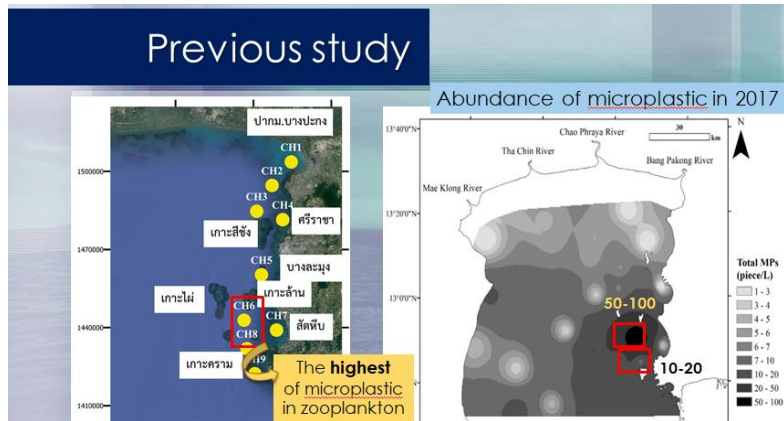 Previous study
Abundance of microplastic in 2017
ปากม.บางปะกง
CH1
1500000
CH2
CH3
CH4
ศรีราชา
เกาะสีชัง
1470000
CH5
บางละมุง
เกาะไผ่
เกาะล้าน
CH6
1440000
CH7
สัตหีบ
CH8
เกาะคราม
H9
The highest
of microplastic
in zooplankton
1410000
30
km
N
13°40'0"N
Chao Phraya River
Tha Chin River
Bang Pakong River
Mae Klong River
13°20'0"N
13°0'0"N
50-100
10-20
Total MPs
(piece/L)
1 - 3
3 - 4
4 - 5
5 - 6
6 - 7
7 - 10
10 - 20
20 - 50
50 - 100